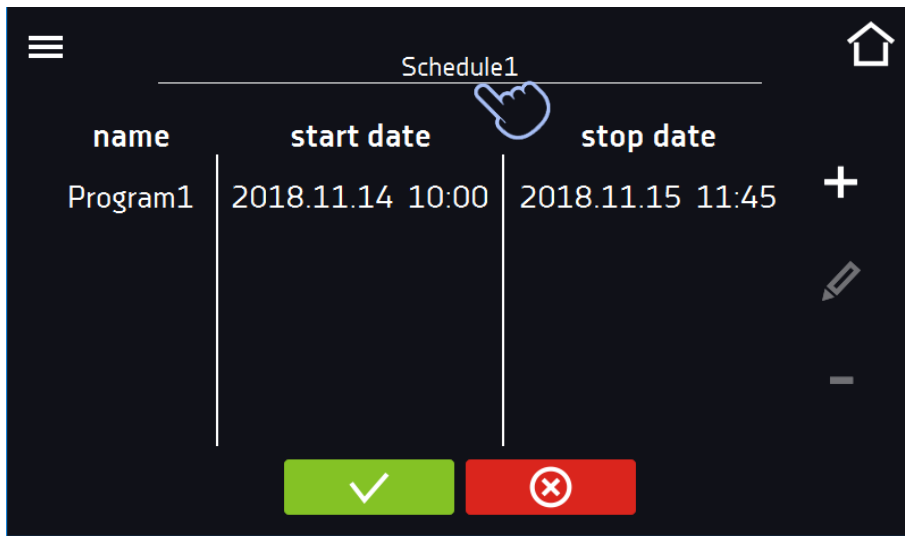 Schedule1
name start date stop date
Program1 2018.11.14 10:00 2018.11.15 11:45